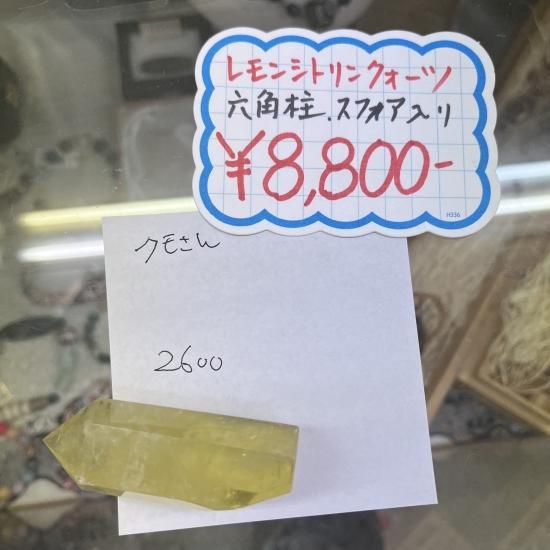 レモンシトリンクォーツ
六角柱.スフォア入り
¥8,800-
H336
クモさん
2600